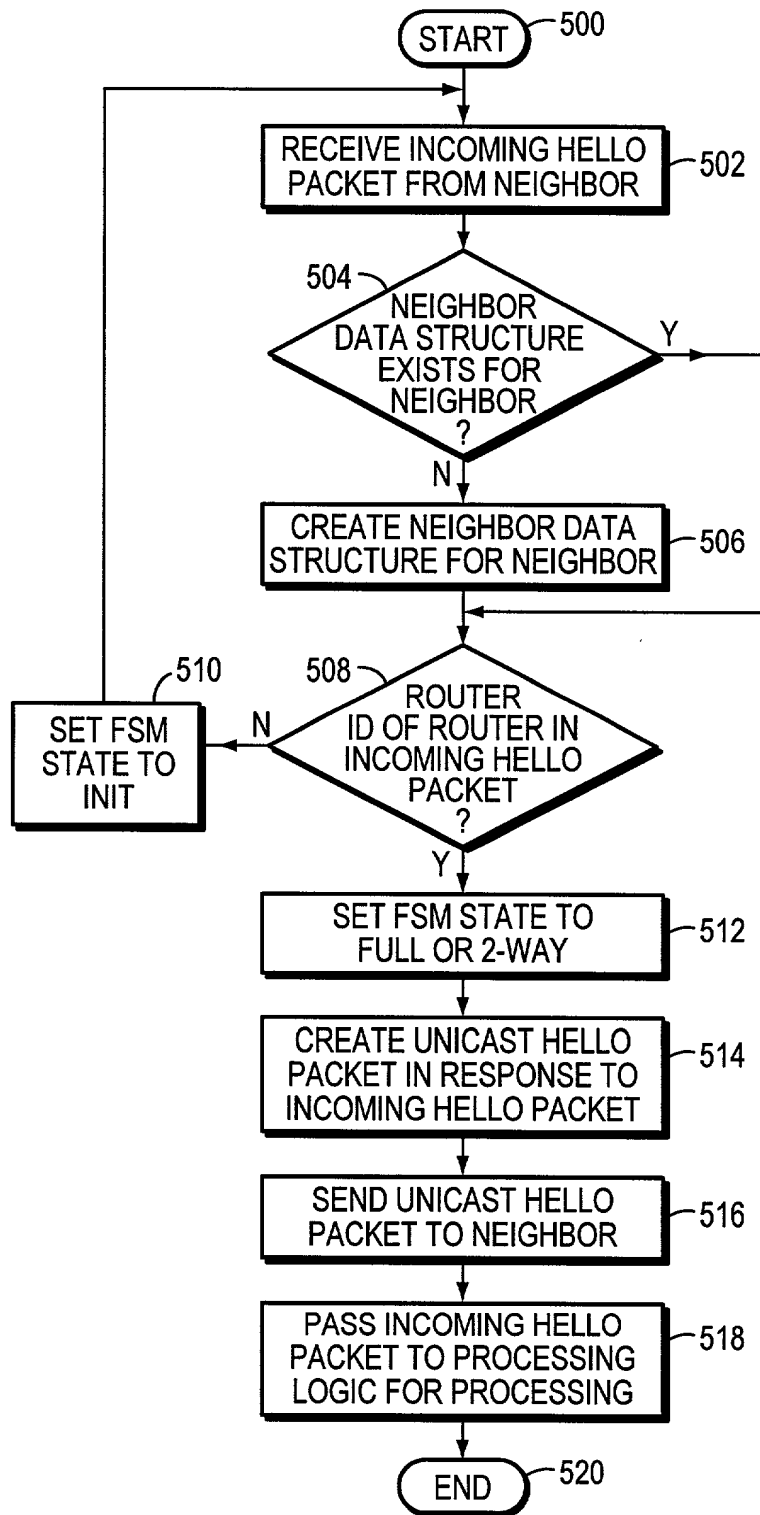 START
500
RECEIVE INCOMING HELLO
PACKET FROM NEIGHBOR
502
504
NEIGHBOR
DATA STRUCTURE
EXISTS FOR
NEIGHBOR
?
Y
N
CREATE NEIGHBOR DATA
STRUCTURE FOR NEIGHBOR
506
508
ROUTER
ID OF ROUTER IN
INCOMING HELLO
PACKET
?
N
510
SET FSM
STATE TO
INIT
Y
SET FSM STATE TO
FULL OR 2-WAY
512
CREATE UNICAST HELLO
PACKET IN RESPONSE TO
INCOMING HELLO PACKET
514
SEND UNICAST HELLO
PACKET TO NEIGHBOR
516
PASS INCOMING HELLO
PACKET TO PROCESSING
LOGIC FOR PROCESSING
518
END
520